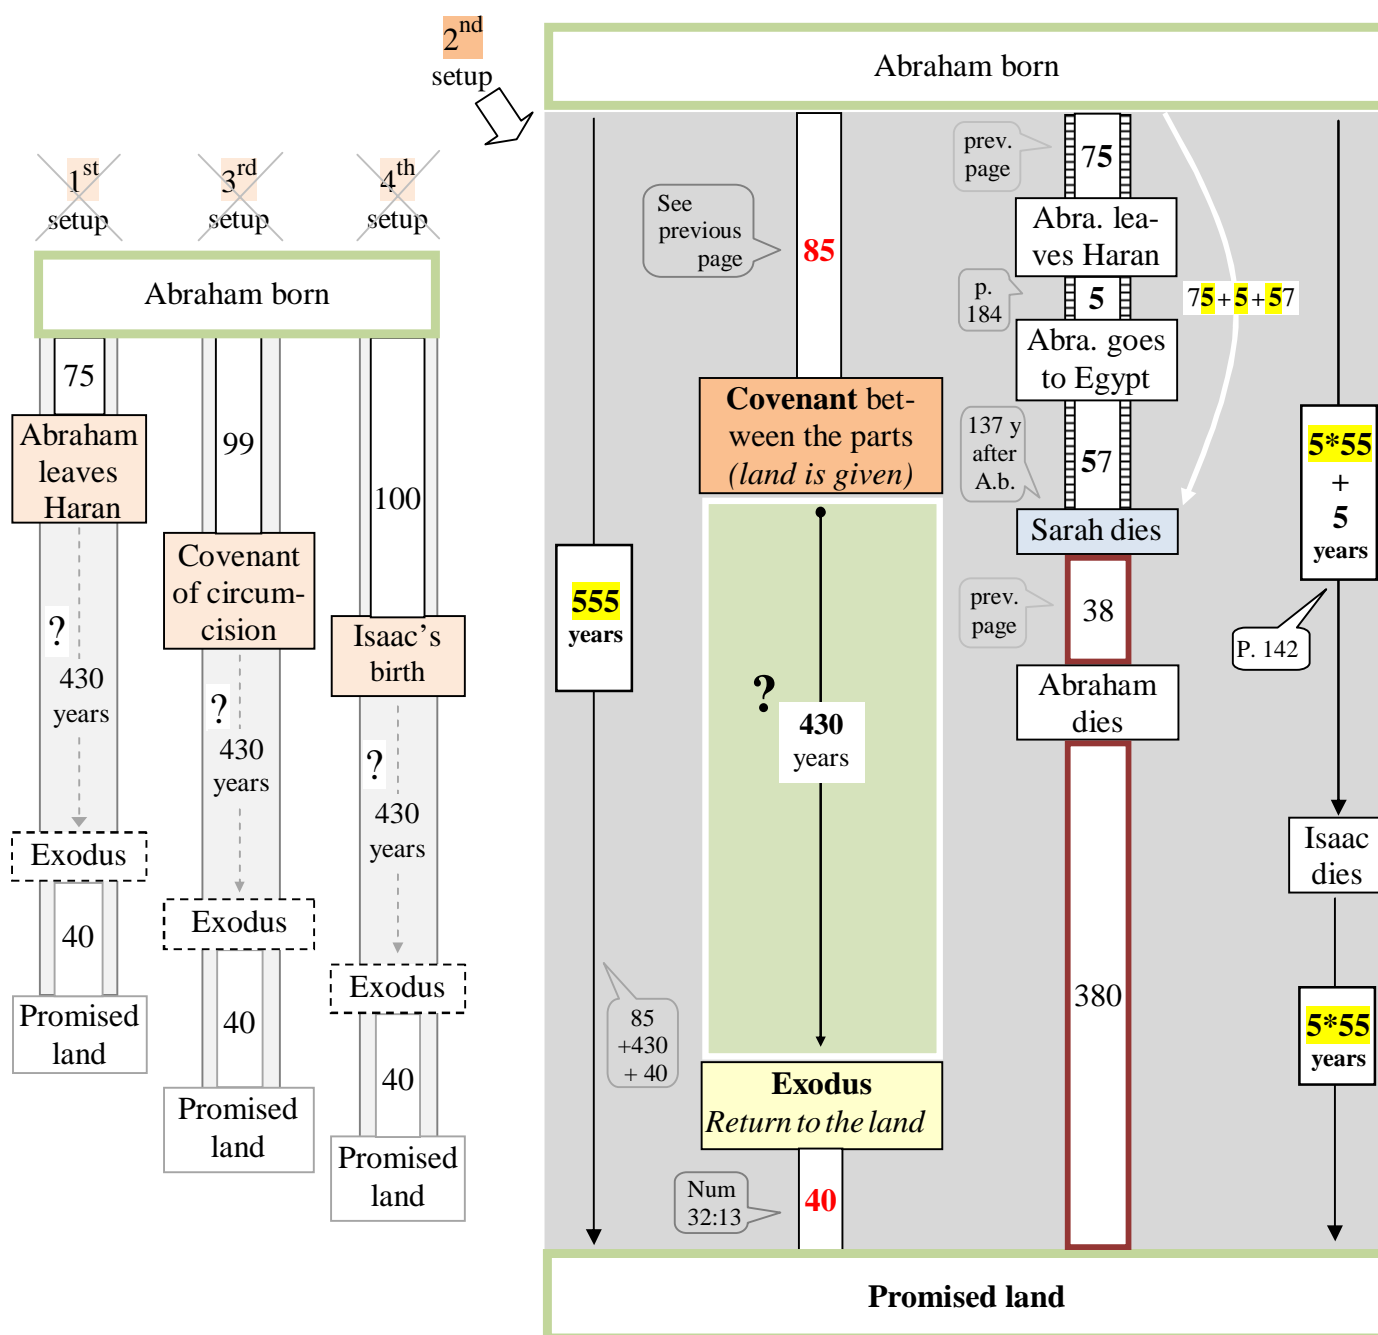 2nd
setup
1st
setup
3rd
setup
4th
setup
Abraham born
75
Abraham
leaves
Haran
?
430
years
Exodus
40
Promised
land
99
Covenant
of circum-
cision
?
430
years
Exodus
40
Promised
land
100
Isaac’s
birth
?
430
years
Exodus
40
Promised
land
Abraham born
555
years
85
+430
+ 40
See
previous
page
85
Covenant bet-
ween the parts
(land is given)
?
430
years
Exodus
Return to the land
Num
32:13
40
prev.
page
75
Abra. lea-
ves Haran
p.
184
5
Abra. goes
to Egypt
137 y
after
A.b.
57
75+5+57
Sarah dies
prev.
page
38
Abraham
dies
380
5*55
+
5
years
P. 142
Isaac
dies
5*55
years
Promised land